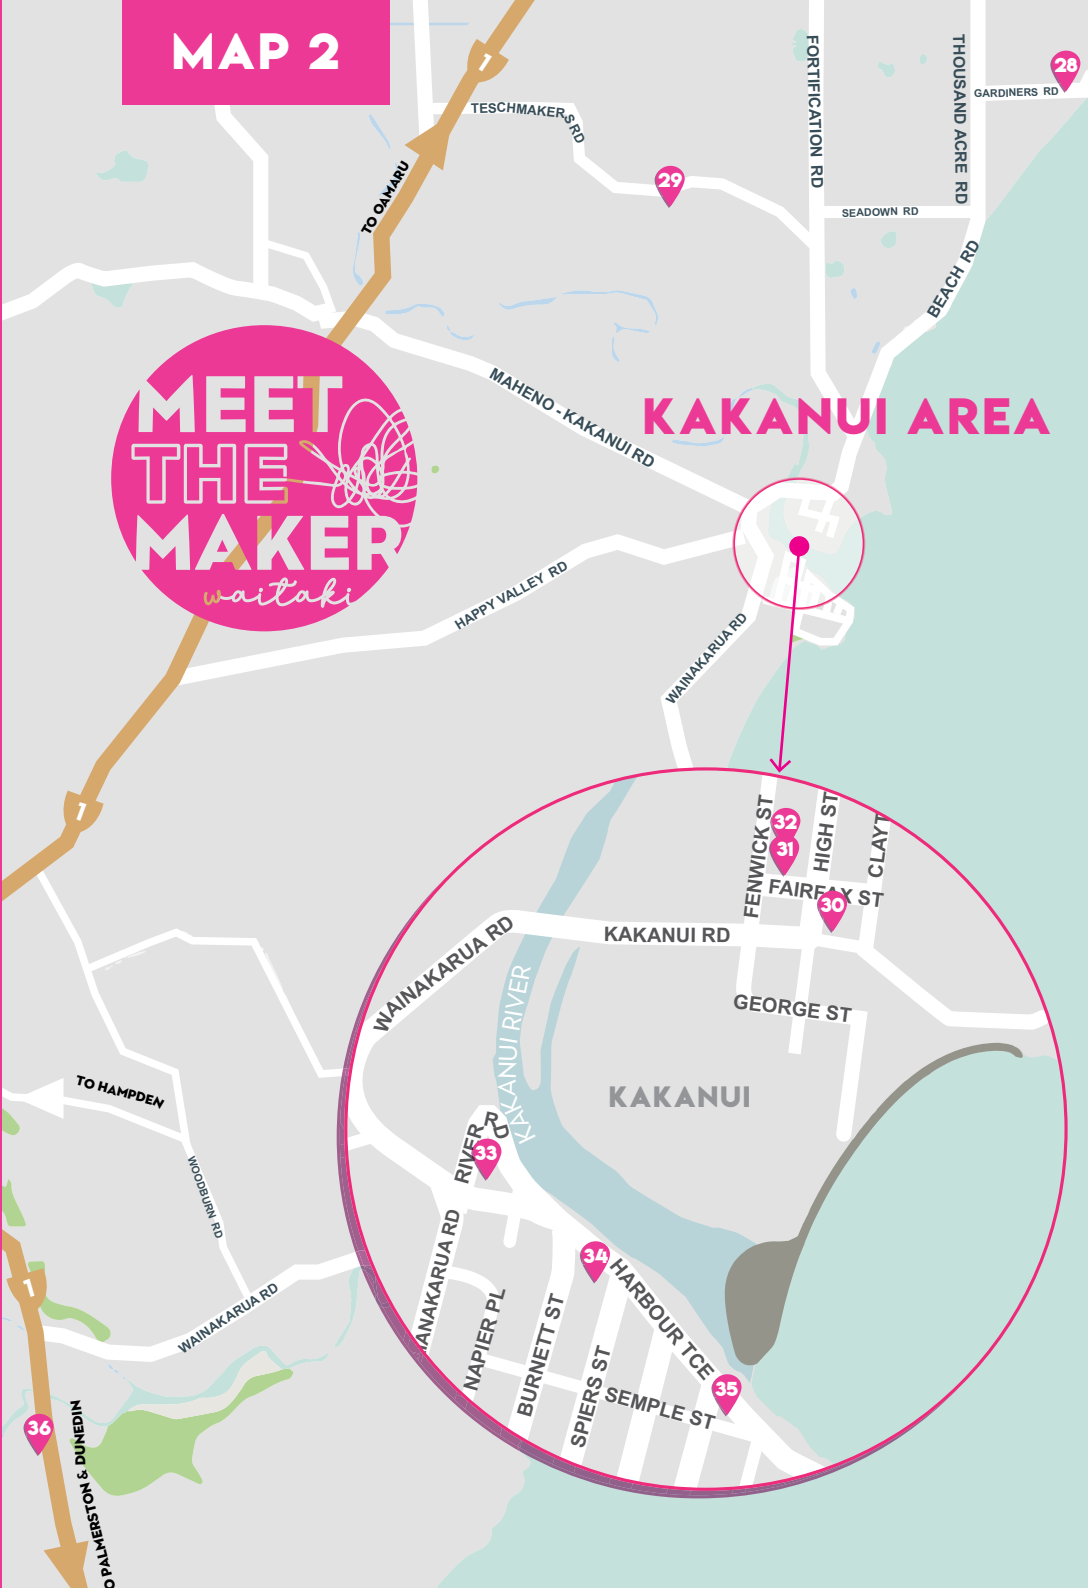 MAP 2
1
TESCHMAKERS RD
FORTIFICATION RD
THOUSAND ACRE RD
28
GARDINERS RD
29
TO OAMARU
SEADOWN RD
BEACH RD
MEET
THE
MAKER
waitaki
MAHENO - KAKANUI RD
KAKANUI AREA
HAPPY VALLEY RD
WAINAKARUA RD
1
FENWICK ST
32
31
HIGH ST
CLAYT
FAIRFAX ST
30
WAINAKARUA RD
KAKANUI RD
KAKANUI RIVER
GEORGE ST
KAKANUI
TO HAMPDEN
RIVER RD
33
WOODBURN RD
IANAKARUA RD
34
HARBOUR TCE
NAPIER PL
BURNETT ST
SPIERS ST
SEMPLE ST
35
1
WAINAKARUA RD
36
O PALMERSTON & DUNEDIN